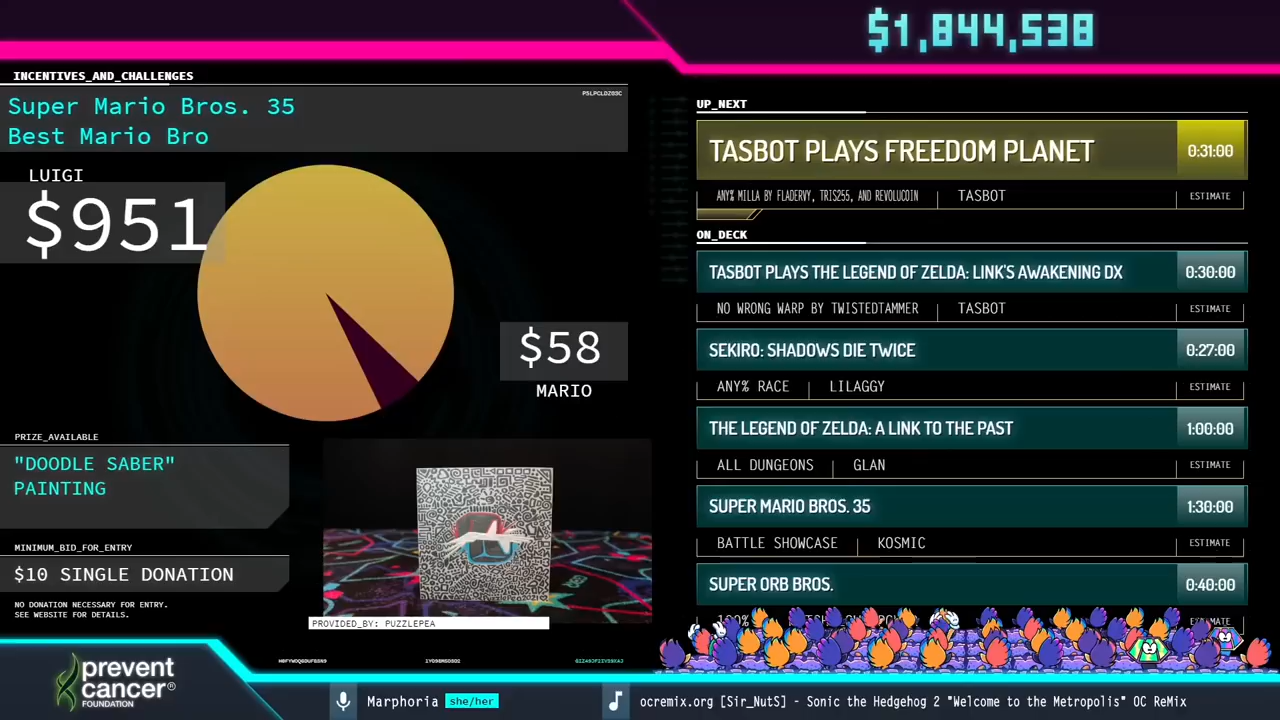 $1,844,538
INCENTIVES_AND_CHALLENGES
Super Mario Bros. 35
Best Mario Bro
LUIGI
$951
$58
MARIO
PRIZE_AVAILABLE
"DOODLE SABER"
PAINTING
MINIMUM_BID_FOR_ENTRY
$10 SINGLE DONATION
NO DONATION NECESSARY FOR ENTRY.
SEE WEBSITE FOR DETAILS.
PROVIDED_BY: PUZZLEPEA
UP_NEXT
TASBOT PLAYS FREEDOM PLANET 0:31:00
ANY% MILLA BY FLADERVY, TRIS255, AND REVOLUCOIN TASBOT ESTIMATE
ON_DECK
TASBOT PLAYS THE LEGEND OF ZELDA: LINK'S AWAKENING DX 0:30:00
NO WRONG WARP BY TWISTEDTAMMER TASBOT ESTIMATE
SEKIRO: SHADOWS DIE TWICE 0:27:00
ANY% RACE LILAGGY ESTIMATE
THE LEGEND OF ZELDA: A LINK TO THE PAST 1:00:00
ALL DUNGEONS GLAN ESTIMATE
SUPER MARIO BROS. 35 1:30:00
BATTLE SHOWCASE KOSMIC ESTIMATE
SUPER ORB BROS. 0:40:00
prevent
cancer®
FOUNDATION
Marphoria she/her
ocremix.org [Sir_NutS] - Sonic the Hedgehog 2 "Welcome to the Metropolis" OC ReMix